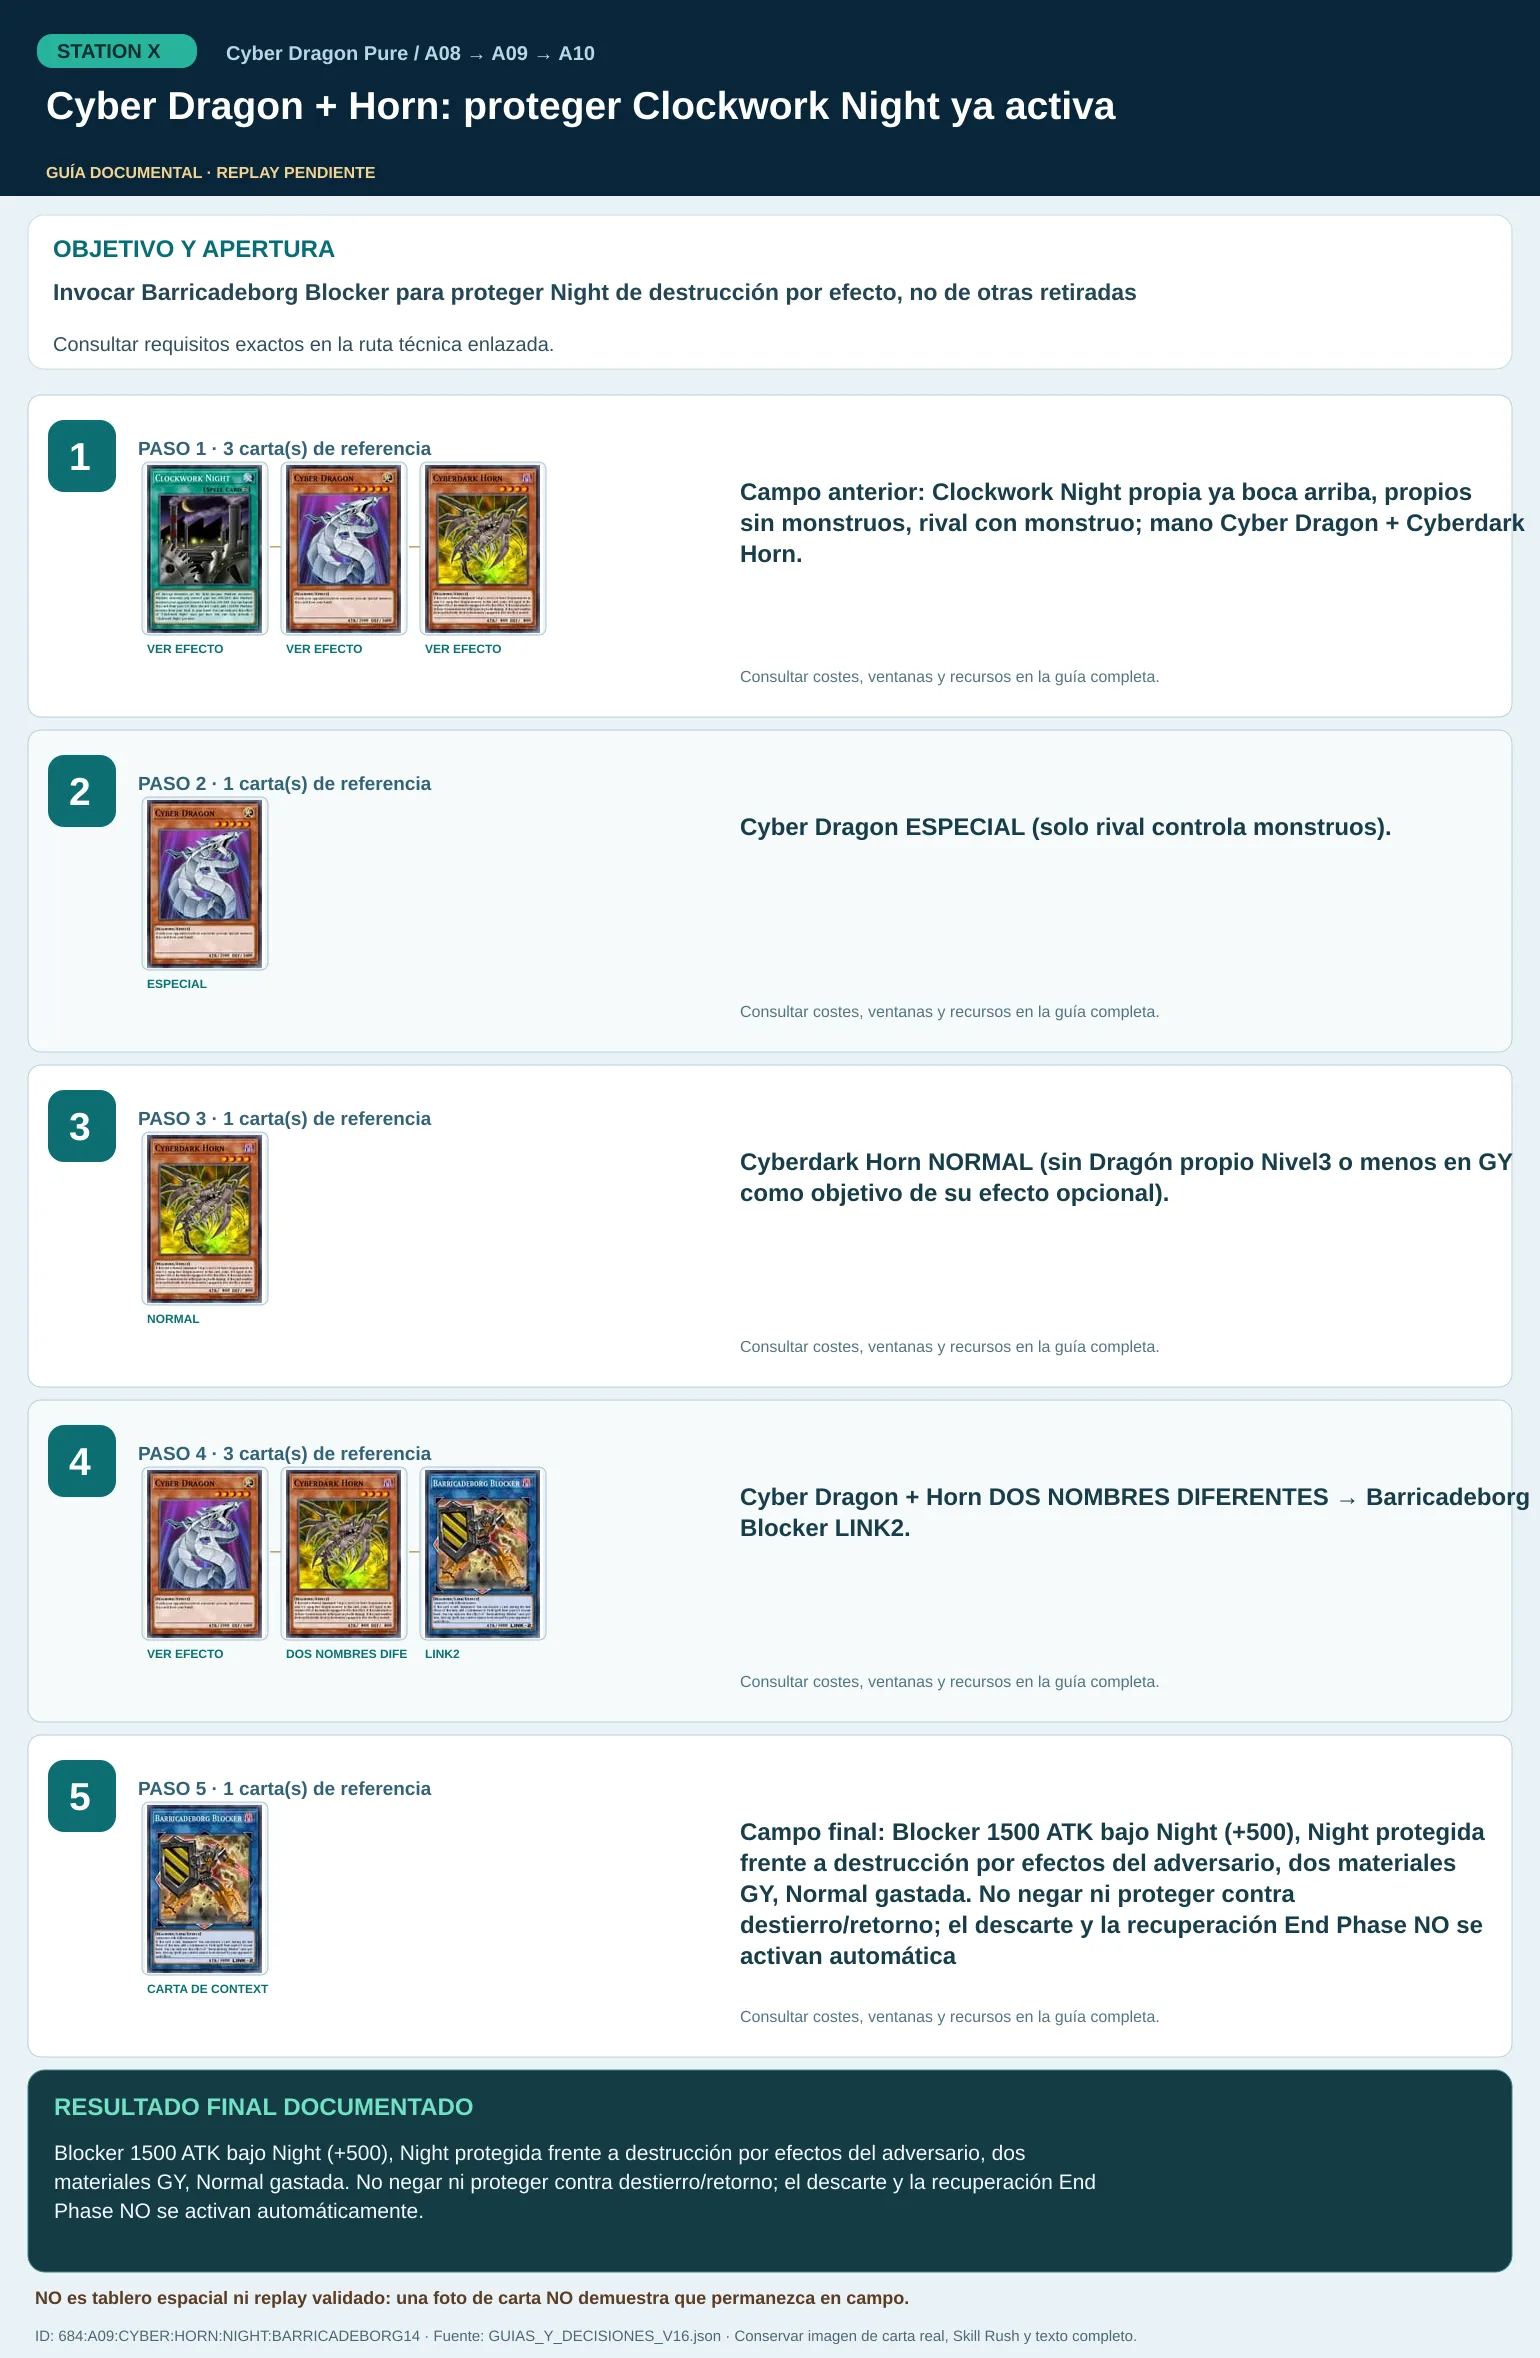 STATION X
Cyber Dragon Pure / A08 → A09 → A10
Cyber Dragon + Horn: proteger Clockwork Night ya activa
GUÍA DOCUMENTAL · REPLAY PENDIENTE
OBJETIVO Y APERTURA
Invocar Barricadeborg Blocker para proteger Night de destrucción por efecto, no de otras retiradas
Consultar requisitos exactos en la ruta técnica enlazada.
1
PASO 1 · 3 carta(s) de referencia
CLOCKWORK NIGHT
CYBER DRAGON
CYBERDARK HORN
VER EFECTO
VER EFECTO
VER EFECTO
Campo anterior: Clockwork Night propia ya boca arriba, propios
sin monstruos, rival con monstruo; mano Cyber Dragon + Cyberdark
Horn.
Consultar costes, ventanas y recursos en la guía completa.
2
PASO 2 · 1 carta(s) de referencia
CYBER DRAGON
ESPECIAL
Cyber Dragon ESPECIAL (solo rival controla monstruos).
Consultar costes, ventanas y recursos en la guía completa.
3
PASO 3 · 1 carta(s) de referencia
CYBERDARK HORN
NORMAL
Cyberdark Horn NORMAL (sin Dragón propio Nivel3 o menos en GY
como objetivo de su efecto opcional).
Consultar costes, ventanas y recursos en la guía completa.
4
PASO 4 · 3 carta(s) de referencia
CYBER DRAGON
CYBERDARK HORN
BARRICADEBORG BLOCKER
LINK-2
VER EFECTO
DOS NOMBRES DIFE
LINK2
Cyber Dragon + Horn DOS NOMBRES DIFERENTES → Barricadeborg
Blocker LINK2.
Consultar costes, ventanas y recursos en la guía completa.
5
PASO 5 · 1 carta(s) de referencia
BARRICADEBORG BLOCKER
LINK-2
CARTA DE CONTEXT
Campo final: Blocker 1500 ATK bajo Night (+500), Night protegida
frente a destrucción por efectos del adversario, dos materiales
GY, Normal gastada. No negar ni proteger contra
destierro/retorno; el descarte y la recuperación End Phase NO se
activan automática
Consultar costes, ventanas y recursos en la guía completa.
RESULTADO FINAL DOCUMENTADO
Blocker 1500 ATK bajo Night (+500), Night protegida frente a destrucción por efectos del adversario, dos
materiales GY, Normal gastada. No negar ni proteger contra destierro/retorno; el descarte y la recuperación End
Phase NO se activan automáticamente.
NO es tablero espacial ni replay validado: una foto de carta NO demuestra que permanezca en campo.
ID: 684:A09:CYBER:HORN:NIGHT:BARRICADEBORG14 · Fuente: GUIAS_Y_DECISIONES_V16.json · Conservar imagen de carta real, Skill Rush y texto completo.